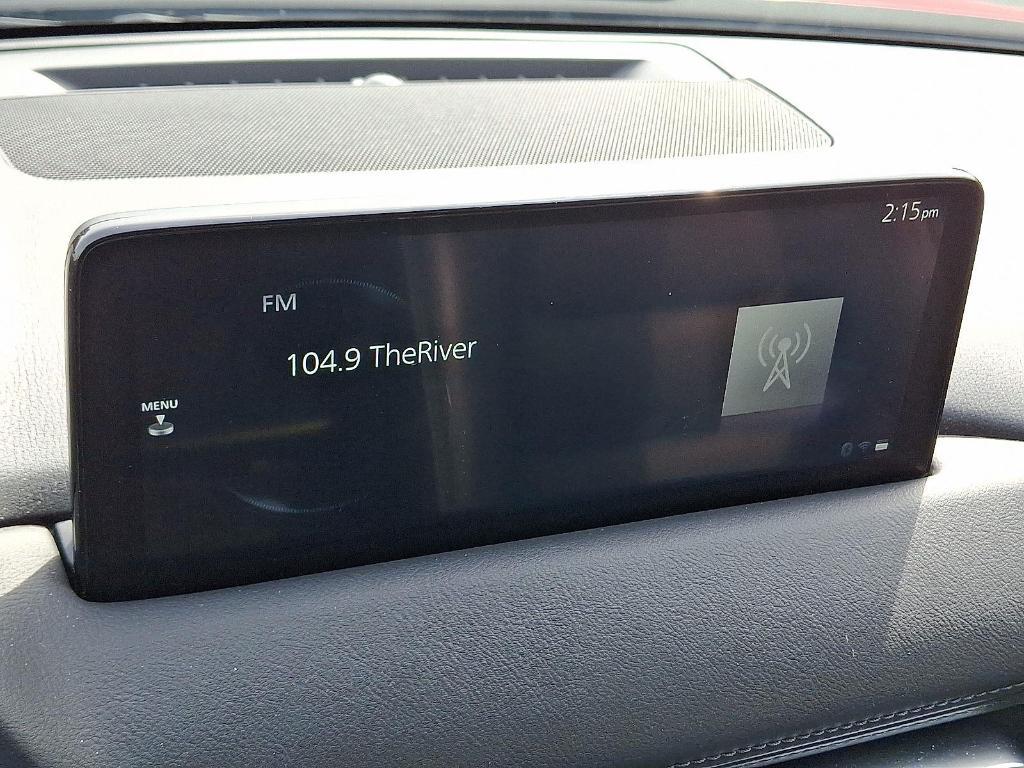 2:15pm
FM
104.9 TheRiver
MENU